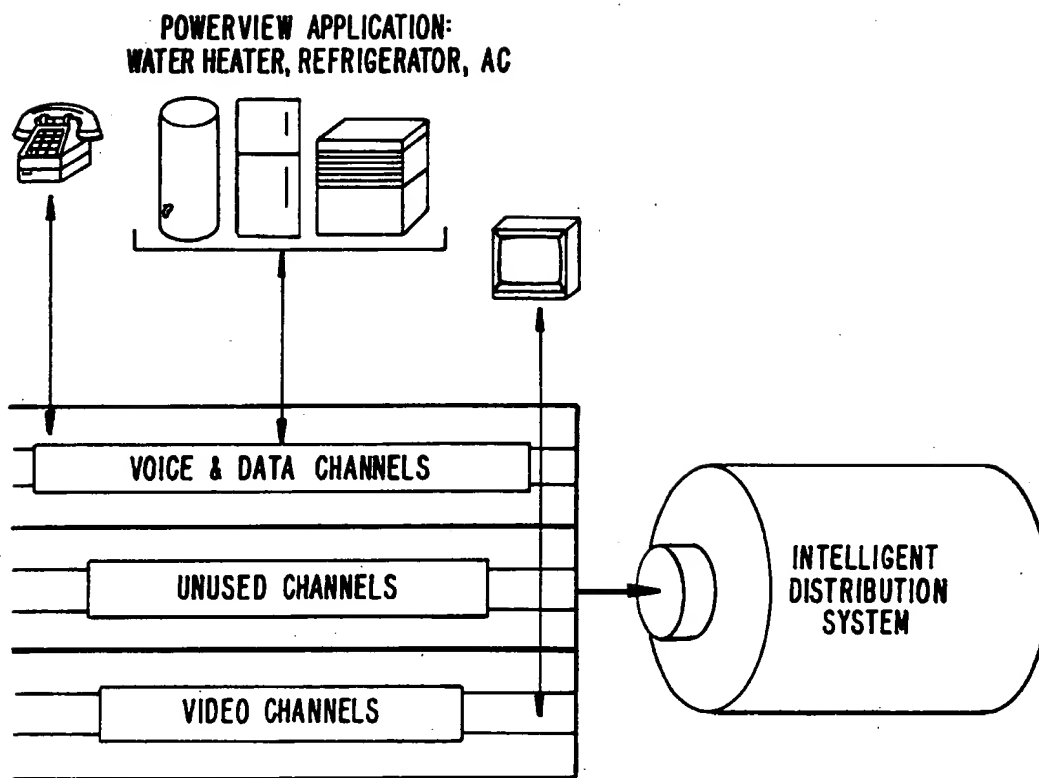 POWERVIEW APPLICATION:
WATER HEATER, REFRIGERATOR, AC
VOICE & DATA CHANNELS
UNUSED CHANNELS
VIDEO CHANNELS
INTELLIGENT
DISTRIBUTION
SYSTEM